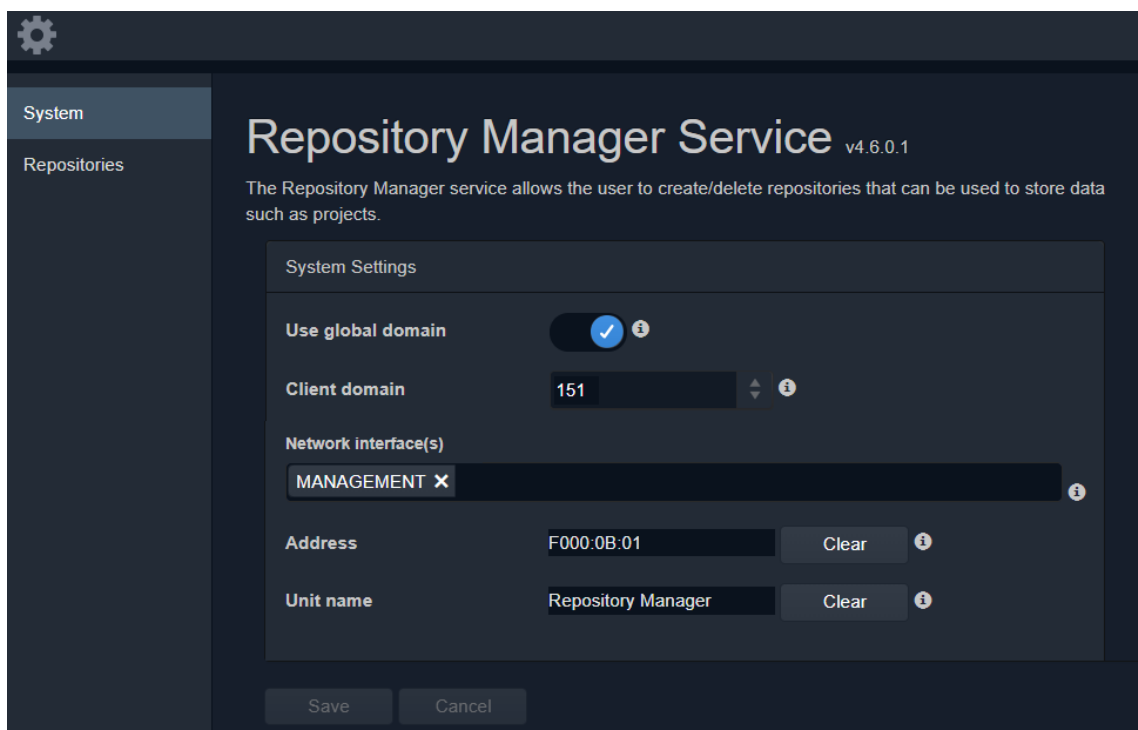 System
Repositories
Repository Manager Service v4.6.0.1
The Repository Manager service allows the user to create/delete repositories that can be used to store data
such as projects.
System Settings
Use global domain
Client domain 151
Network interface(s)
MANAGEMENT
Address F000:0B:01 Clear
Unit name Repository Manager Clear
Save Cancel